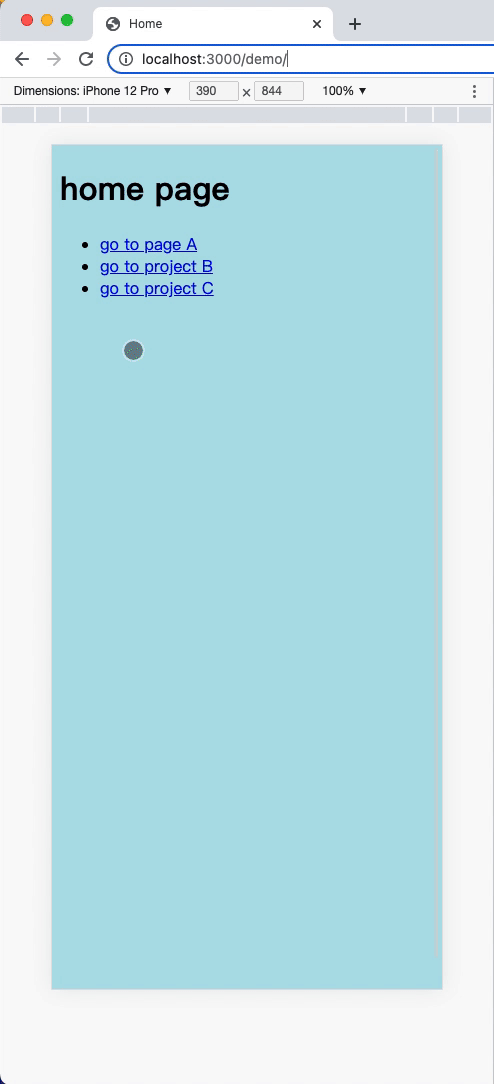 Home
localhost:3000/demo/
Dimensions: iPhone 12 Pro ▼ 390 × 844 100% ▼
home page
• go to page A
• go to project B
• go to project C